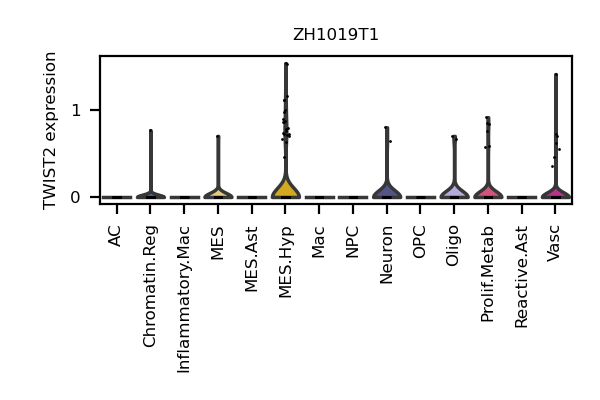 ZH1019T1
TWIST2 expression
1
0
AC
Chromatin.Reg
Inflammatory.Mac
MES
MES.Ast
MES.Hyp
Mac
NPC
Neuron
OPC
Oligo
Prolif.Metab
Reactive.Ast
Vasc